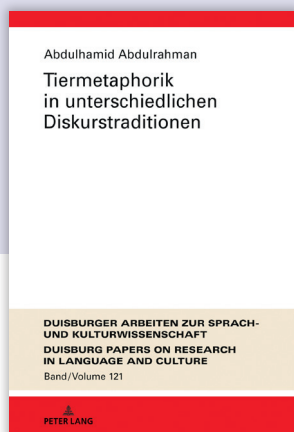 Abdulhamid Abdulrahman
Tiermetaphorik
in unterschiedlichen
Diskurstraditionen
DUISBURGER ARBEITEN ZUR SPRACH-
UND KULTURWISSENSCHAFT
DUISBURG PAPERS ON RESEARCH
IN LANGUAGE AND CULTURE
Band/Volume 121
PETER LANG